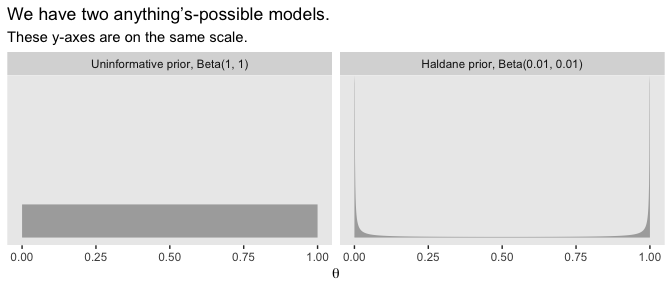 We have two anything’s-possible models.
These y-axes are on the same scale.
Uninformative prior, Beta(1, 1)
Haldane prior, Beta(0.01, 0.01)
0.00 0.25 0.50 0.75 1.00
0.00 0.25 0.50 0.75 1.00
θ